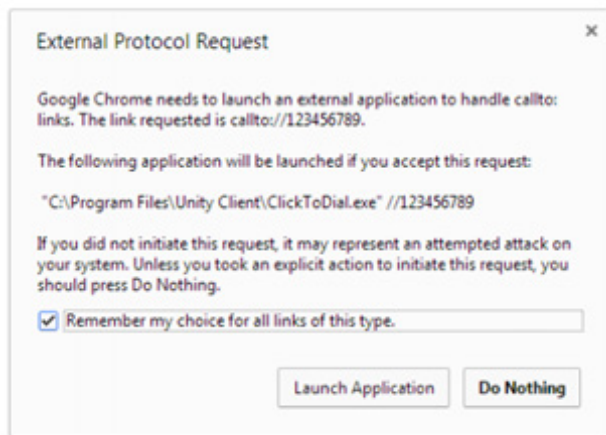 External Protocol Request
Google Chrome needs to launch an external application to handle callto:
links. The link requested is callto://123456789.
The following application will be launched if you accept this request:
"C:\Program Files\Unity Client\ClickToDial.exe" //123456789
If you did not initiate this request, it may represent an attempted attack on
your system. Unless you took an explicit action to initiate this request, you
should press Do Nothing.
Remember my choice for all links of this type.
Launch Application
Do Nothing